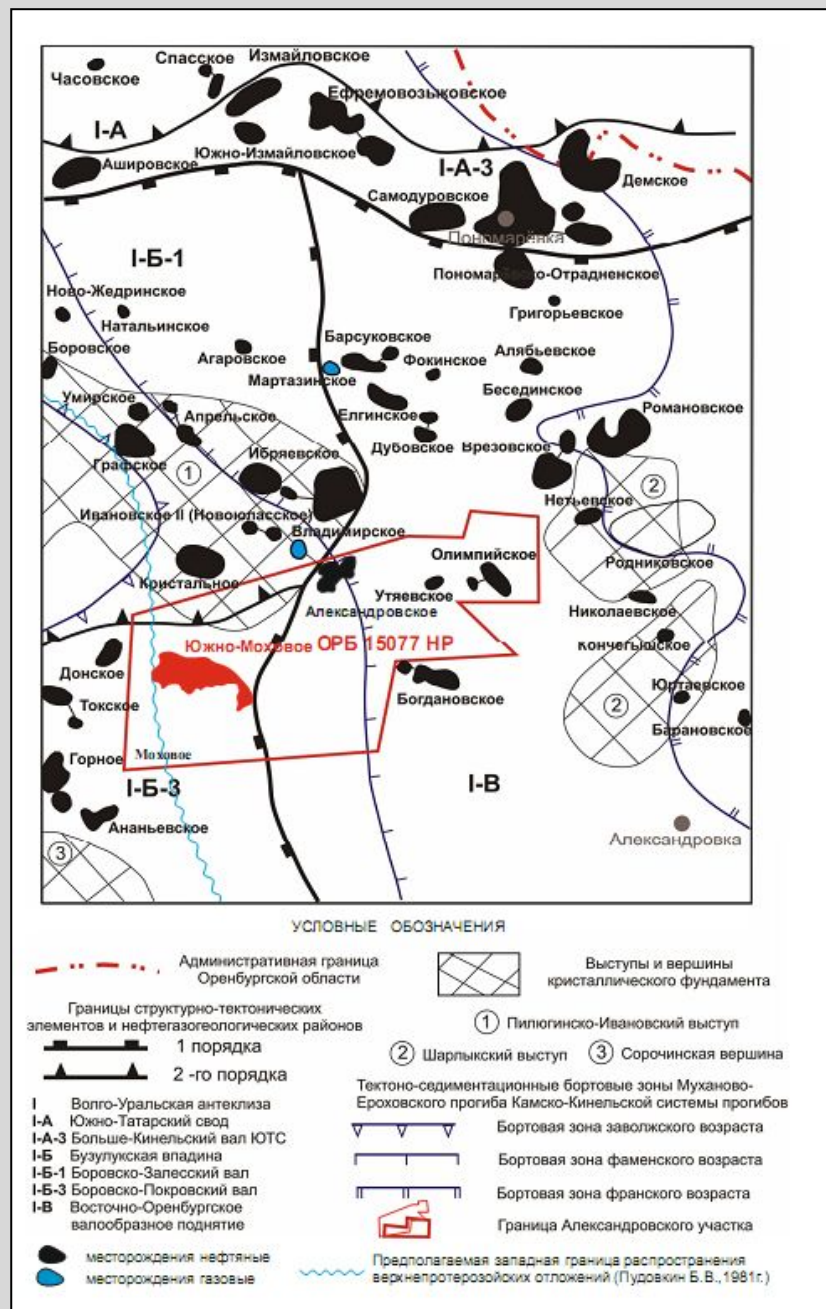 Часовское
Спасское
Измайловское
Ефремовозыковское
I-А
Ашировское
Южно-Измайловское
I-А-3
Самодуровское
Демское
Пономарёвка
I-Б-1
Ново-Жедринское
Натальинское
Боровское
Агаровское
Барсуковское
Фокинское
Мартазинское
Григорьевское
Алябьевское
Бесединское
Романовское
Умирское
Апрельское
Елгинское
Дубовское
Графское
1
Ибряевское
Нетьевское
2
Владимирское
Родниковское
Кристальное
Александровское
Утяевское
Олимпийское
Николаевское
Южно-Моховое ОРБ 15077 НР
Донское
Токское
Богдановское
Юртаевское
2
Барановское
Горное
Моховое
I-Б-3
I-В
Ананьевское
3
Александровка
УСЛОВНЫЕ ОБОЗНАЧЕНИЯ
Административная граница
Оренбургской области
Границы структурно-тектонических
элементов и нефтегазогеологических районов
1 порядка
2 -го порядка
I Волго-Уральская антеклиза
I-А Южно-Татарский свод
I-А-3 Больше-Кинельский вал ЮТС
I-Б Бузулукская впадина
I-Б-1 Боровско-Залесский вал
I-Б-3 Боровско-Покровский вал
I-В Восточно-Оренбургское
валообразное поднятие
месторождения нефтяные
месторождения газовые
Выступы и вершины
кристаллического фундамента
1 Пилюгинско-Ивановский выступ
2 Шарлыкский выступ
3 Сорочинская вершина
Тектоно-седиментационные бортовые зоны Муханово-
Ероховского прогиба Камско-Кинельской системы прогибов
Бортовая зона заволжского возраста
Бортовая зона фаменского возраста
Бортовая зона франского возраста
Граница Александровского участка
Предполагаемая западная граница распространения
верхнепротерозойских отложений (Пудовкин Б.В.,1981г.)